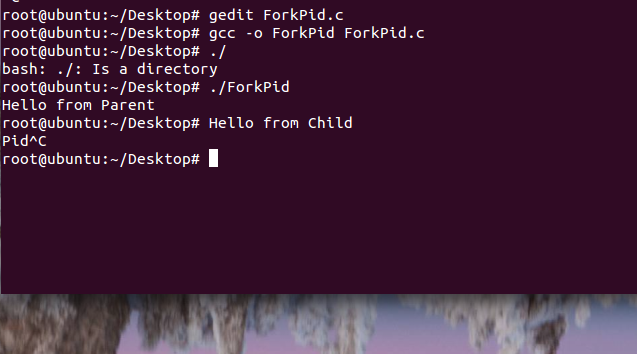 root@ubuntu:~/Desktop# gedit ForkPid.c
root@ubuntu:~/Desktop# gcc -o ForkPid ForkPid.c
root@ubuntu:~/Desktop# ./
bash: ./: Is a directory
root@ubuntu:~/Desktop# ./ForkPid
Hello from Parent
root@ubuntu:~/Desktop# Hello from Child
Pid^C
root@ubuntu:~/Desktop#